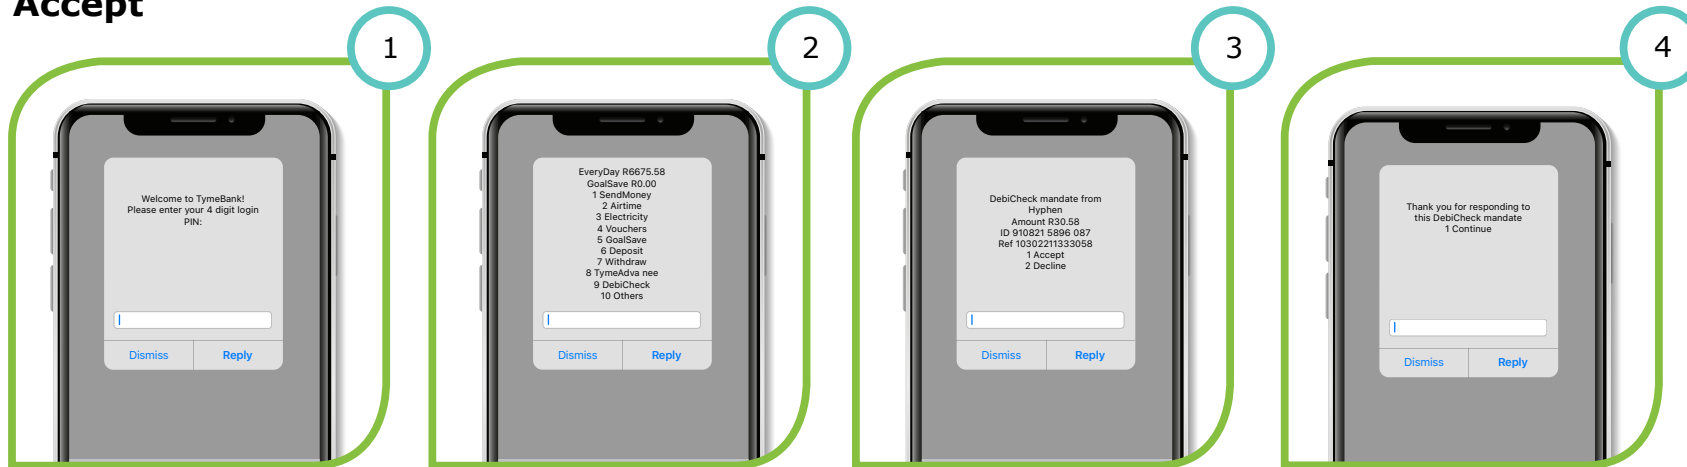 Accept
1
Welcome to TymeBank!
Please enter your 4 digit login
PIN:
Dismiss
Reply
2
EveryDay R6675.58
GoalSave R0.00
1 SendMoney
2 Airtime
3 Electricity
4 Vouchers
5 GoalSave
6 Deposit
7 Withdraw
8 TymeAdva nee
9 DebiCheck
10 Others
Dismiss
Reply
3
DebiCheck mandate from
Hyphen
Amount R30.58
ID 910821 5896 087
Ref 10302211333058
1 Accept
2 Decline
Dismiss
Reply
4
Thank you for responding to
this DebiCheck mandate
1 Continue
Dismiss
Reply